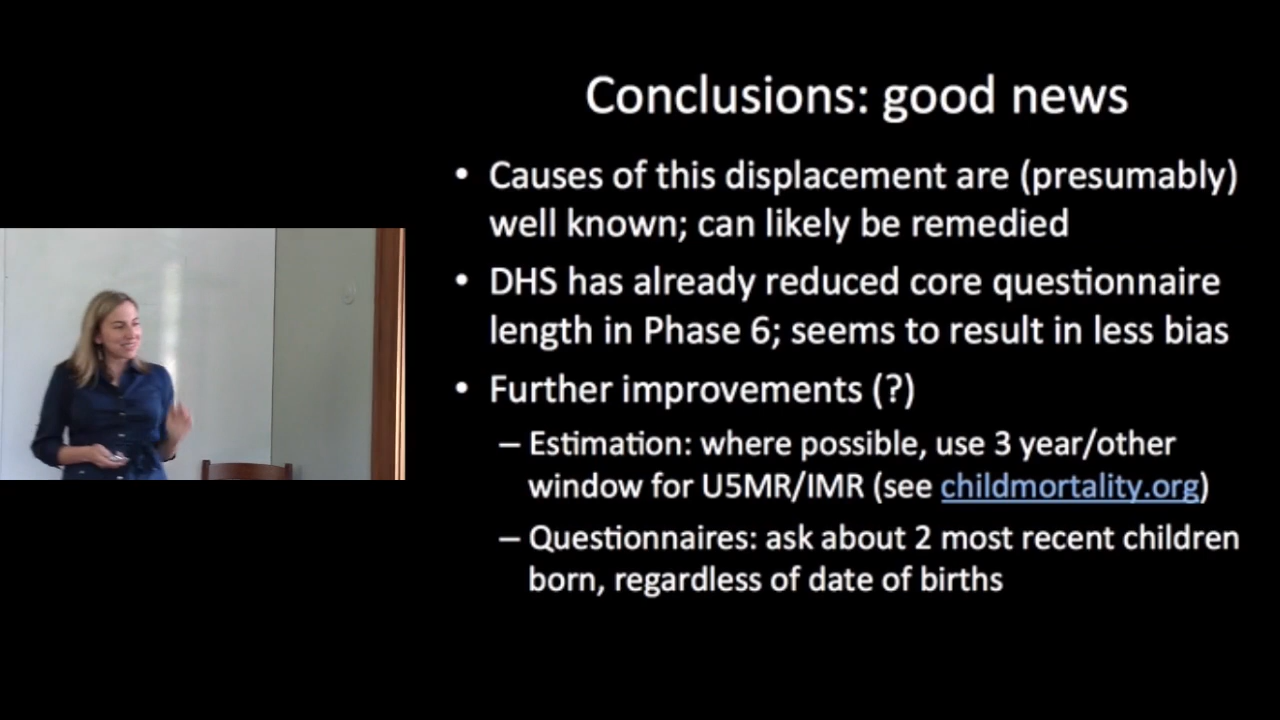 Conclusions: good news
• Causes of this displacement are (presumably)
well known; can likely be remedied
• DHS has already reduced core questionnaire
length in Phase 6; seems to result in less bias
• Further improvements (?)
– Estimation: where possible, use 3 year/other
window for U5MR/IMR (see childmortality.org)
– Questionnaires: ask about 2 most recent children
born, regardless of date of births